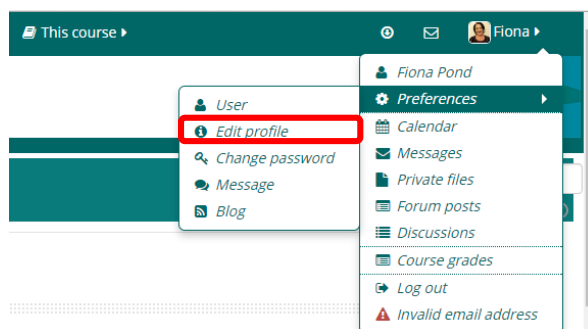 This course
Fiona
Fiona Pond
Preferences
Calendar
Messages
Private files
Forum posts
Discussions
Course grades
Log out
Invalid email address
User
Edit profile
Change password
Message
Blog